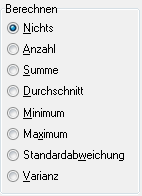 Berechnen
Nichts
Anzahl
Summe
Durchschnitt
Minimum
Maximum
Standardabweichung
Varianz